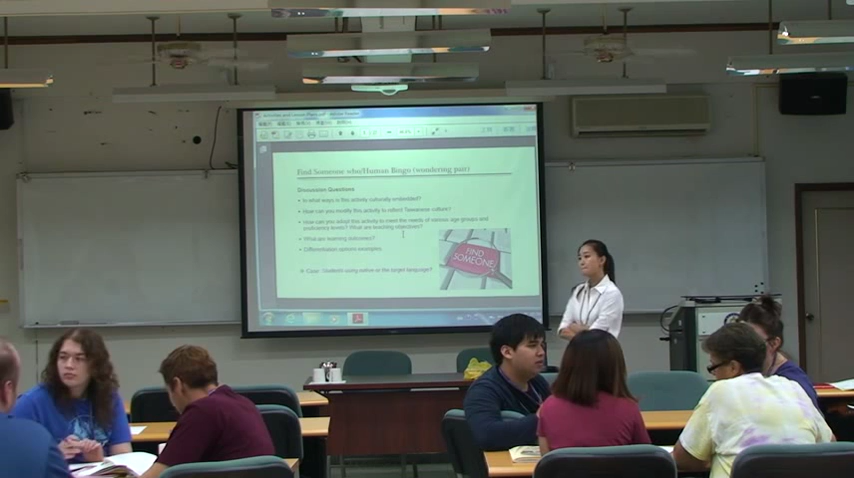 Find Someone who/Human Bingo (wondering pair)
Discussion Questions
• In what ways is this activity culturally embedded?
• How can you modify this activity to reflect Taiwanese culture?
• How can you adapt this activity to meet the needs of various age groups and
proficiency levels? What are teaching objectives?
• What are learning outcomes?
• Differentiation
FIND
SOMEONE
Case: Students using native or the target language?